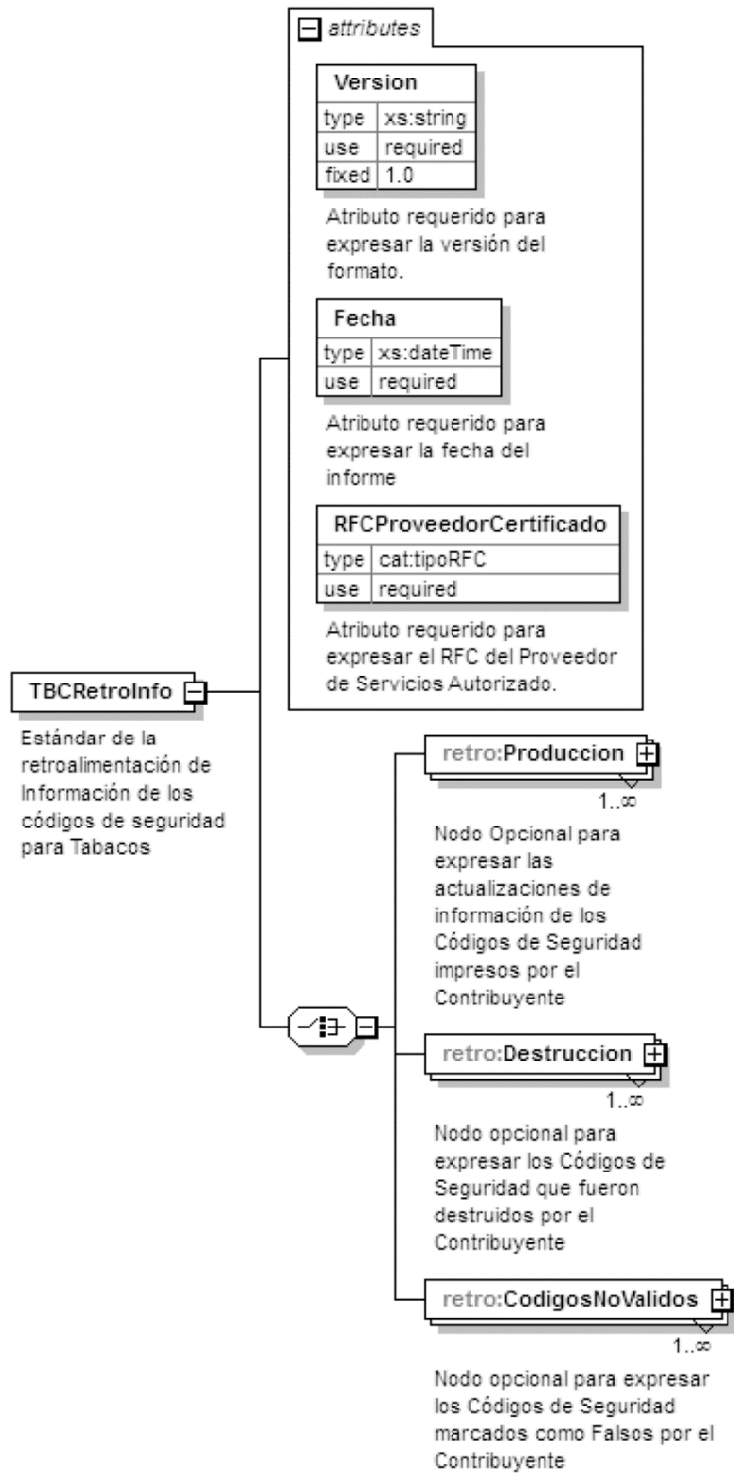 attributes
Version
type xs:string
use required
fixed 1.0
Atributo requerido para
expresar la versión del
formato.
Fecha
type xs:dateTime
use required
Atributo requerido para
expresar la fecha del
informe
RFCProveedorCertificado
type cat:tipoRFC
use required
Atributo requerido para
expresar el RFC del Proveedor
de Servicios Autorizado.
TBCRetroInfo
Estándar de la
retroalimentación de
Información de los
códigos de seguridad
para Tabacos
retro:Produccion
1..∞
Nodo Opcional para
expresar las
actualizaciones de
información de los
Códigos de Seguridad
impresos por el
Contribuyente
retro:Destruccion
1..∞
Nodo opcional para
expresar los Códigos de
Seguridad que fueron
destruidos por el
Contribuyente
retro:CodigosNoValidos
1..∞
Nodo opcional para expresar
los Códigos de Seguridad
marcados como Falsos por el
Contribuyente